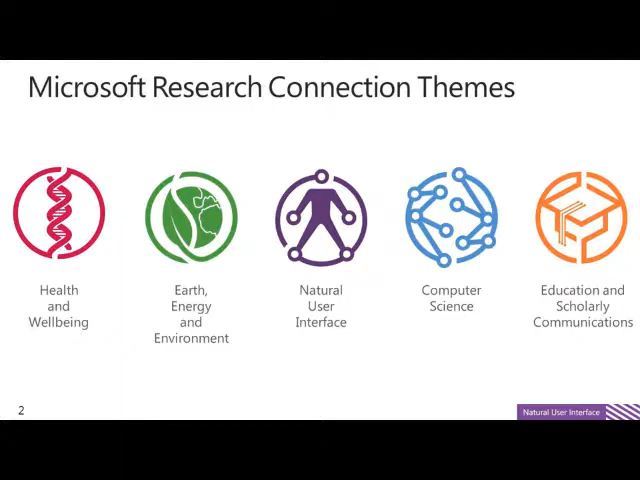 Microsoft Research Connection Themes
Health
and
Wellbeing
Earth,
Energy
and
Environment
Natural
User
Interface
Computer
Science
Education and
Scholarly
Communications
2
Natural User Interface